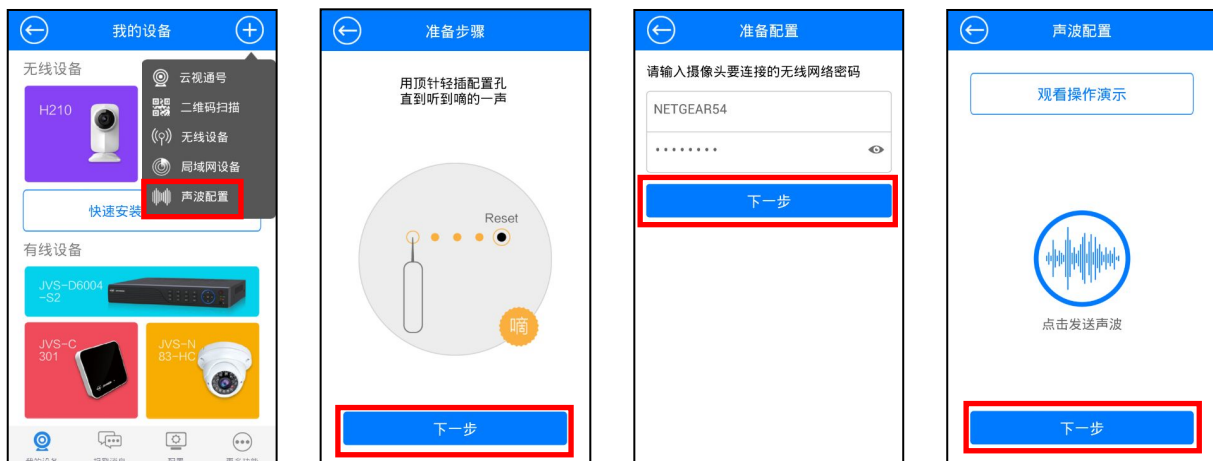 我的设备
无线设备
H210
云视通号
二维码扫描
无线设备
局域网设备
声波配置
快速安装
有线设备
JVS-D6004
-S2
JVS-C
301
JVS-N
83-HC
准备步骤
用顶针轻插配置孔
直到听到嘀的一声
Reset
嘀
下一步
准备配置
请输入摄像头要连接的无线网络密码
NETGEAR54
········
下一步
声波配置
观看操作演示
点击发送声波
下一步